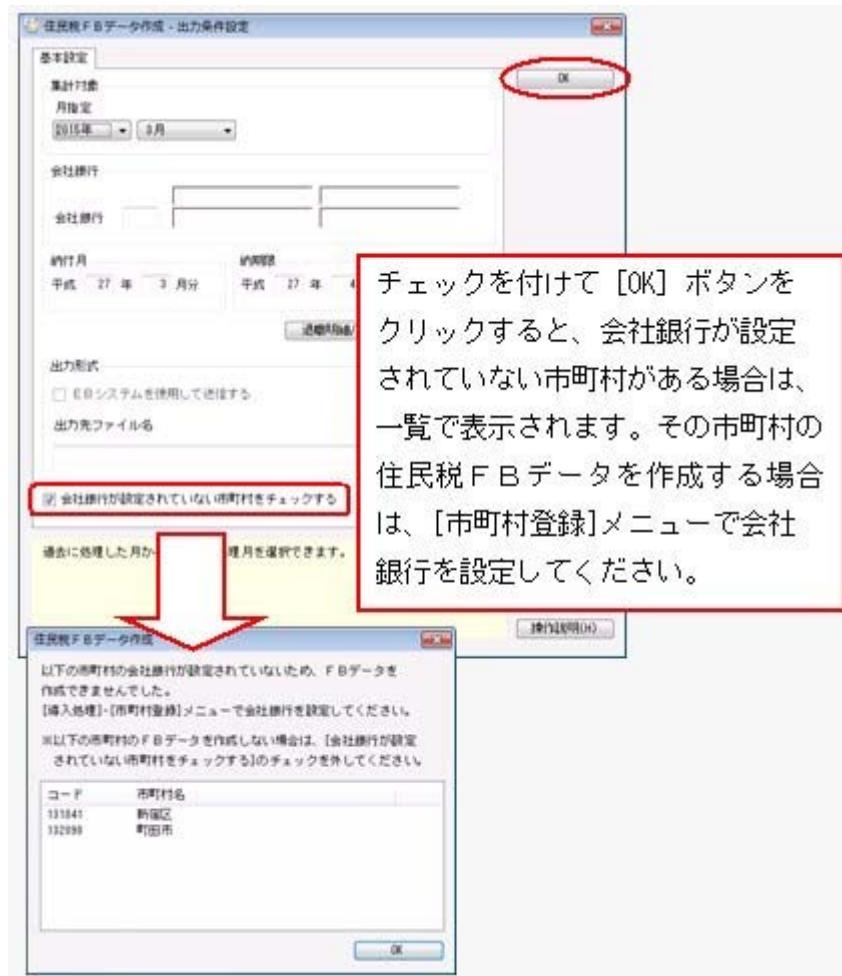 住民税FBデータ作成 - 出力条件設定
基本設定
OK
集計対象
月指定
2015年 3月
会社銀行
会社銀行
納付月 納期限
平成 27 年 3 月分 平成 27 年 4
退職明細/
出力形式
EBシステムを使用して送信する
出力先ファイル名
会社銀行が設定されていない市町村をチェックする
過去に処理した月か 理月を選択できます。
操作説明(H)
チェックを付けて [OK] ボタンを
クリックすると、会社銀行が設定
されていない市町村がある場合は、
一覧で表示されます。その市町村の
住民税FBデータを作成する場合
は、[市町村登録]メニューで会社
銀行を設定してください。
住民税FBデータ作成
以下の市町村の会社銀行が設定されていないため、FBデータを
作成できませんでした。
[導入処理]-[市町村登録]メニューで会社銀行を設定してください。
※以下の市町村のFBデータを作成しない場合は、[会社銀行が設定
されていない市町村をチェックする]のチェックを外してください。
コード 市町村名
131041 新宿区
132098 町田市
OK